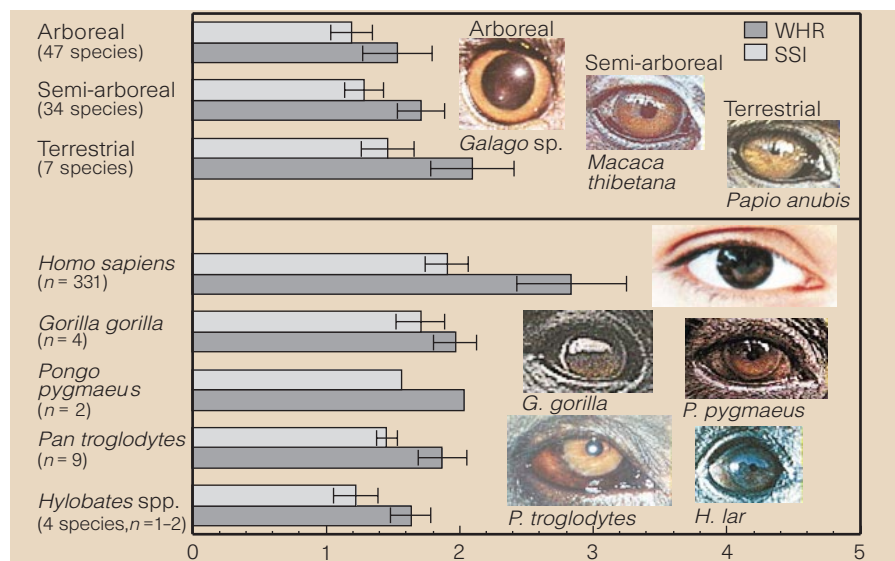 Arboreal
(47 species)
Semi-arboreal
(34 species)
Terrestrial
(7 species)
Arboreal
Galago sp.
Semi-arboreal
Macaca
thibetana
Terrestrial
Papio anubis
WHR
SSI
Homo sapiens
(n = 331)
Gorilla gorilla
(n = 4)
Pongo
pygmaeus
(n = 2)
Pan troglodytes
(n = 9)
Hylobates spp.
(4 species,n =1–2)
G. gorilla
P. pygmaeus
P. troglodytes
H. lar
0 1 2 3 4 5